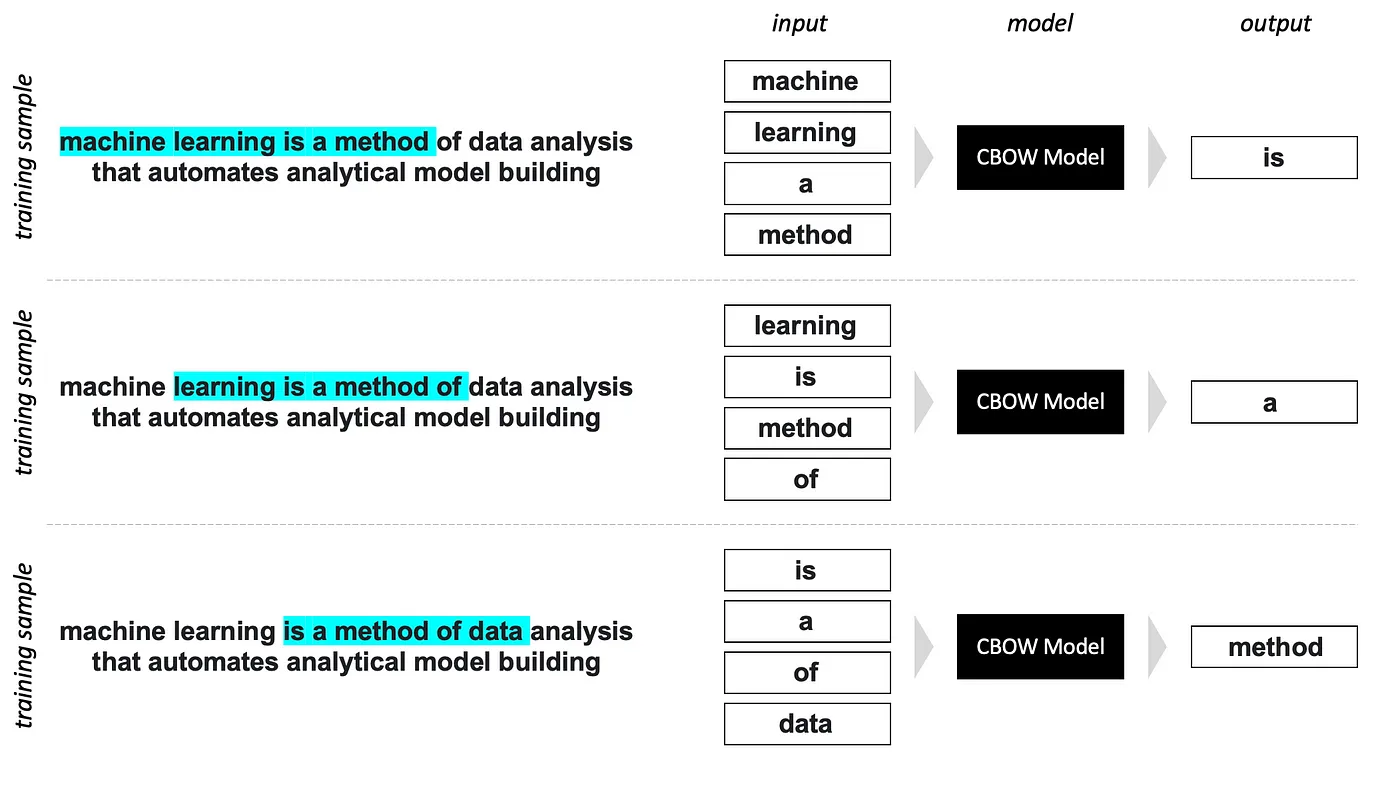 input model output
training sample
machine learning is a method of data analysis
that automates analytical model building
machine
learning
a
method
CBOW Model
is
training sample
machine learning is a method of data analysis
that automates analytical model building
learning
is
method
of
CBOW Model
a
training sample
machine learning is a method of data analysis
that automates analytical model building
is
a
of
data
CBOW Model
method